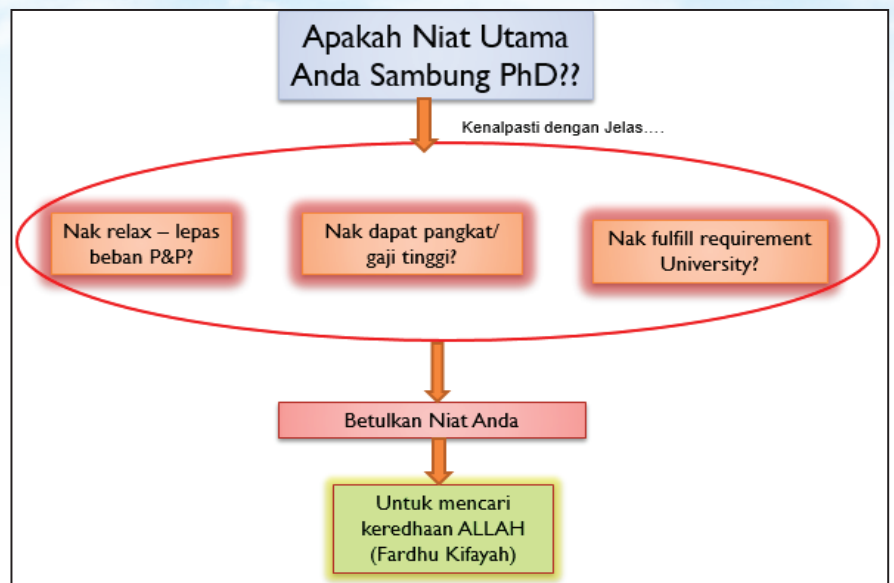 Apakah Niat Utama
Anda Sambung PhD??
Kenalpasti dengan Jelas....
Nak relax – lepas
beban P&P?
Nak dapat pangkat/
gaji tinggi?
Nak fulfill requirement
University?
Betulkan Niat Anda
Untuk mencari
keredhaan ALLAH
(Fardhu Kifayah)